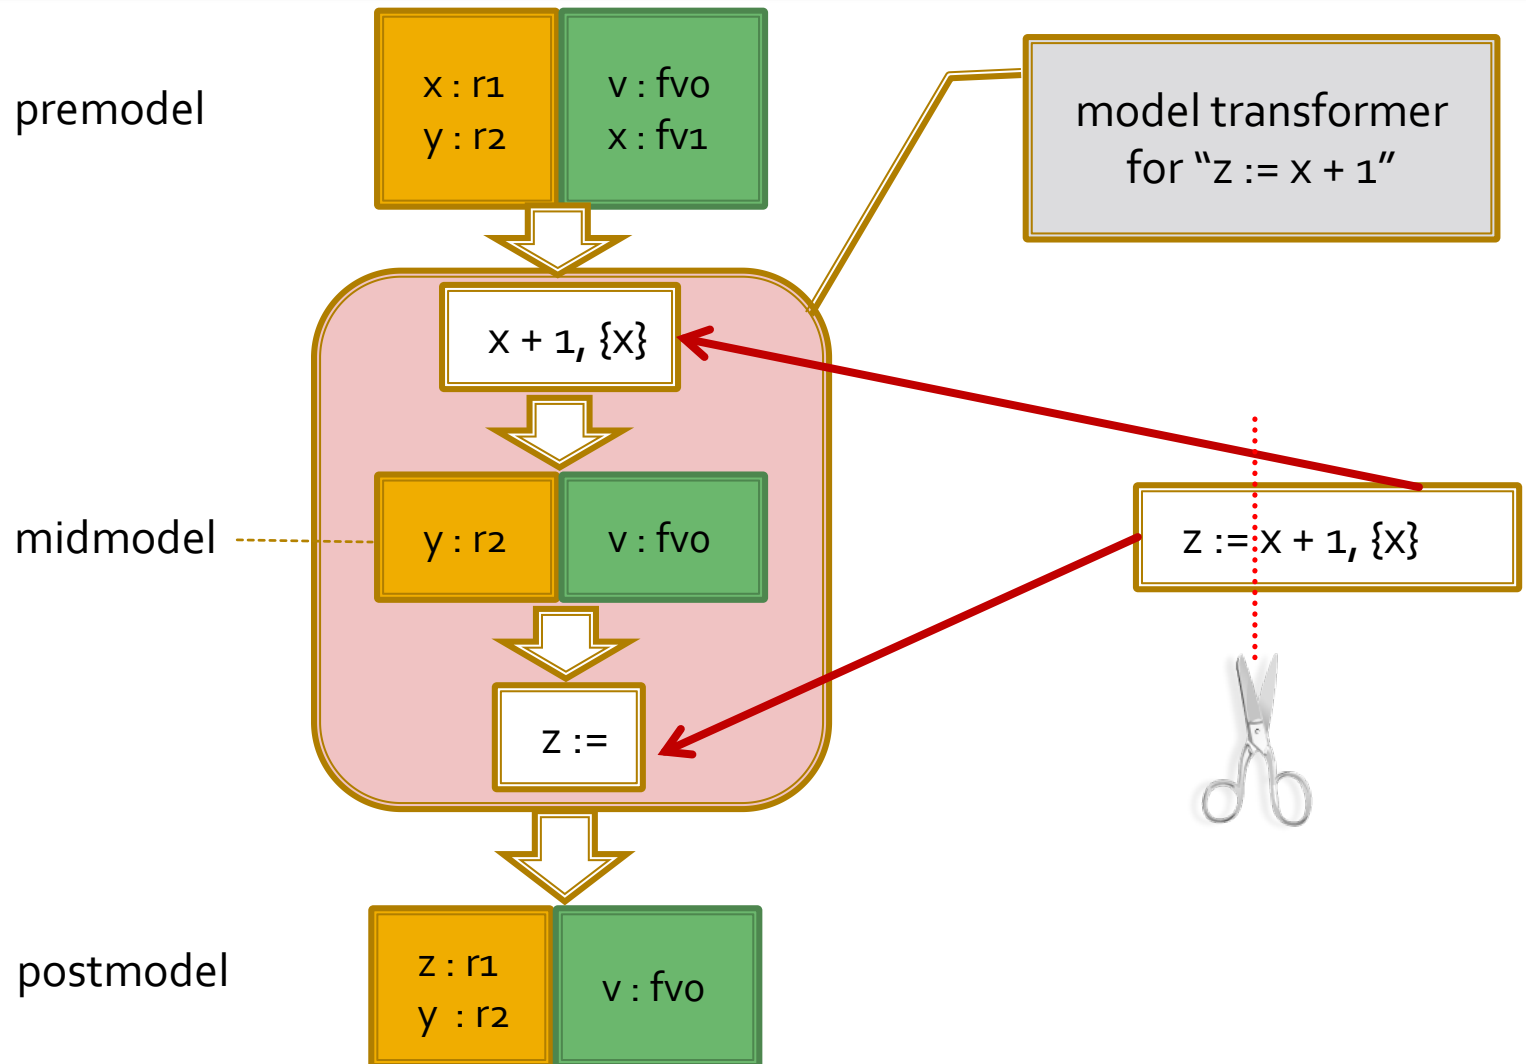 premodel
x : r1
y : r2
v : fv0
x : fv1
model transformer
for “z := x + 1”
x + 1, {x}
midmodel
y : r2
v : fv0
z := x + 1, {x}
z :=
postmodel
z : r1
y : r2
v : fv0